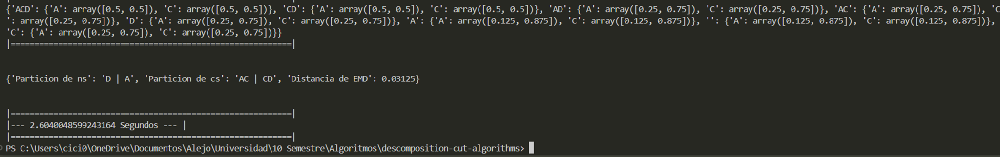 {'ACD': {'A': array([0.5, 0.5]), 'C': array([0.5, 0.5])}, 'CD': {'A': array([0.5, 0.5]), 'C': array([0.5, 0.5])}, 'AD': {'A': array([0.25, 0.75]), 'C': array([0.25, 0.75])}, 'AC': {'A': array([0.25, 0.75]), 'C
': array([0.25, 0.75])}, 'D': {'A': array([0.25, 0.75]), 'C': array([0.25, 0.75])}, 'A': {'A': array([0.125, 0.875]), 'C': array([0.125, 0.875])}, '': {'A': array([0.125, 0.875]), 'C': array([0.125, 0.875])},
'C': {'A': array([0.25, 0.75]), 'C': array([0.25, 0.75])}}
|===========================================================|
{'Particion de ns': 'D | A', 'Particion de cs': 'AC | CD', 'Distancia de EMD': 0.03125}
|===========================================================|
|--- 2.6040048599243164 Segundos --- |
|===========================================================|
PS C:\Users\cici0\OneDrive\Documentos\Alejo\Universidad\10 Semestre\Algoritmos\descomposition-cut-algorithms>